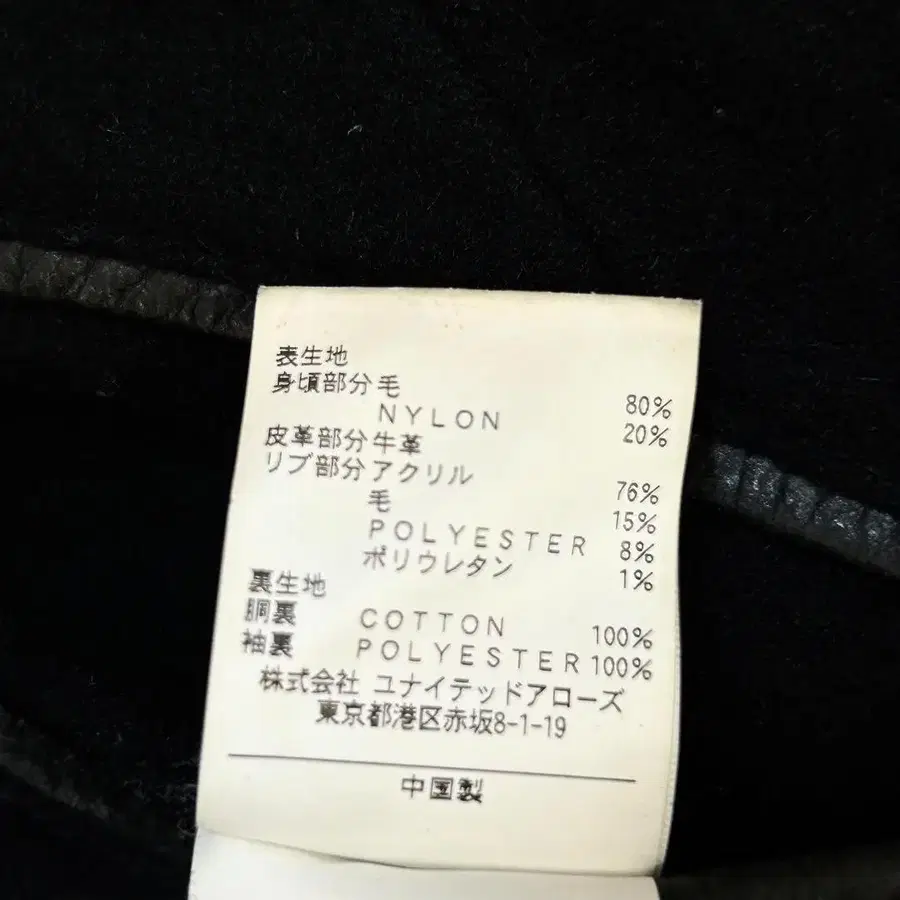 表生地
身頃部分 毛 80%
NYLON 20%
皮革部分 牛革
リブ部分 アクリル 76%
毛 15%
POLYESTER 8%
ポリウレタン 1%
裏生地
胴裏 COTTON 100%
袖裏 POLYESTER 100%
株式会社 ユナイテッドアローズ
東京都港区赤坂8-1-19
中国製